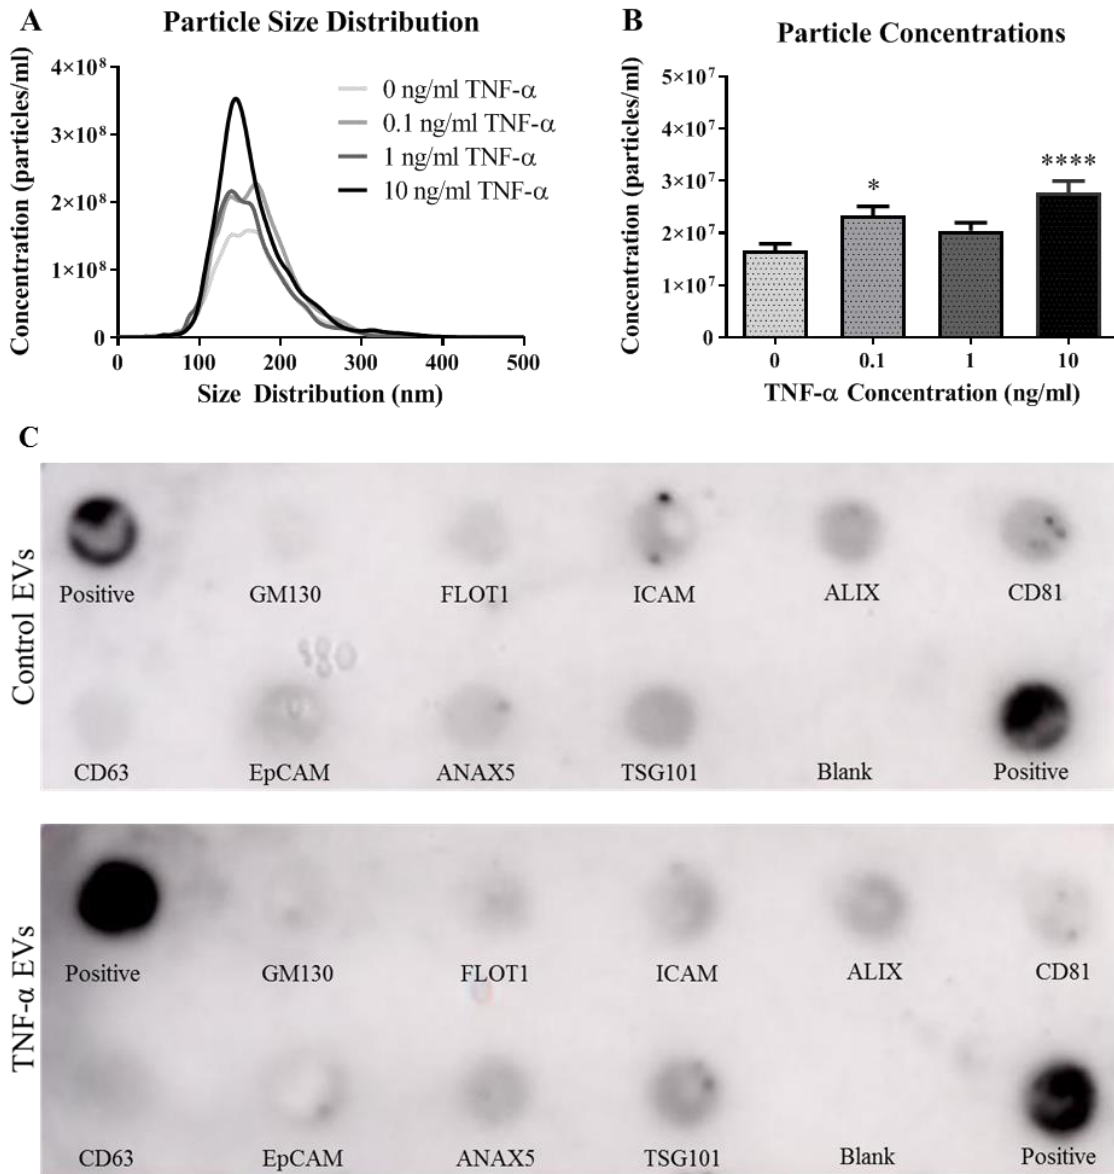 A
Particle Size Distribution
Concentration (particles/ml)
4×10⁸
3×10⁸
2×10⁸
1×10⁸
0
0 100 200 300 400 500
Size Distribution (nm)
0 ng/ml TNF-α
0.1 ng/ml TNF-α
1 ng/ml TNF-α
10 ng/ml TNF-α
B
Particle Concentrations
Concentration (particles/ml)
5×10⁷
4×10⁷
3×10⁷
2×10⁷
1×10⁷
0
*
****
0 0.1 1 10
TNF-α Concentration (ng/ml)
C
Control EVs
Positive GM130 FLOT1 ICAM ALIX CD81
CD63 EpCAM ANAX5 TSG101 Blank Positive
TNF-α EVs
Positive GM130 FLOT1 ICAM ALIX CD81
CD63 EpCAM ANAX5 TSG101 Blank Positive